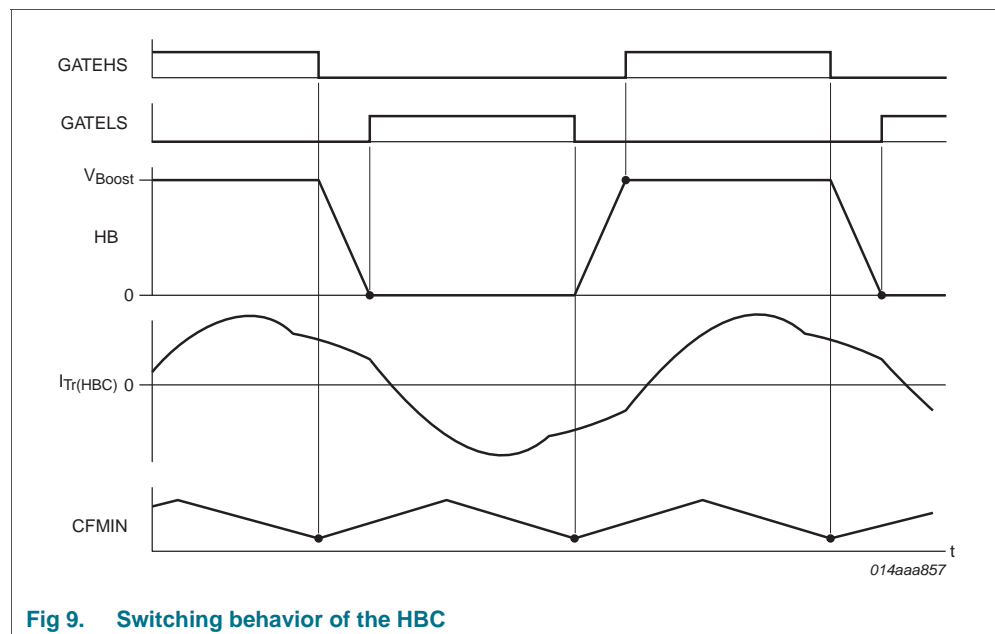 GATEHS
GATELS
VBoost
HB
0
ITr(HBC) 0
CFMIN
t
014aaa857
Fig 9. Switching behavior of the HBC